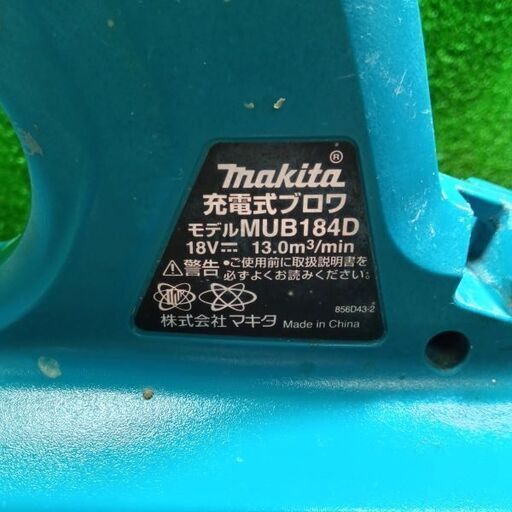 makita®
充電式ブロワ
モデルMUB184D
18V⎓ 13.0m³/min
⚠警告 •ご使用前に取扱説明書を
必ずよくお読みください。
856D43-2
株式会社 マキタ Made in China